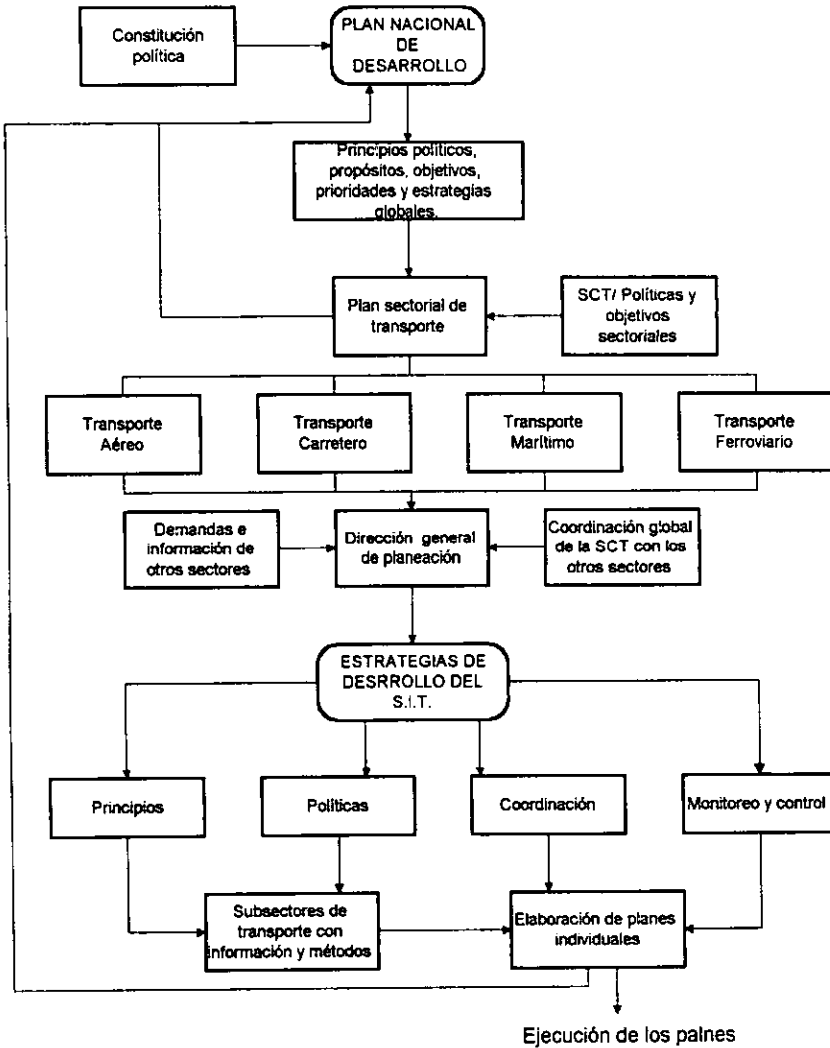 Constitución
política
PLAN NACIONAL
DE
DESARROLLO
Principios políticos,
propósitos, objetivos,
prioridades y estrategias
globales.
Plan sectorial de
transporte
SCT/ Políticas y
objetivos
sectoriales
Transporte
Aéreo
Transporte
Carretero
Transporte
Marítimo
Transporte
Ferroviario
Demandas e
información de
otros sectores
Dirección general
de planeación
Coordinación global
de la SCT con los
otros sectores
ESTRATEGIAS DE
DESRROLLO DEL
S.I.T.
Principios
Políticas
Coordinación
Monitoreo y control
Subsectores de
transporte con
información y métodos
Elaboración de planes
individuales
Ejecución de los palnes